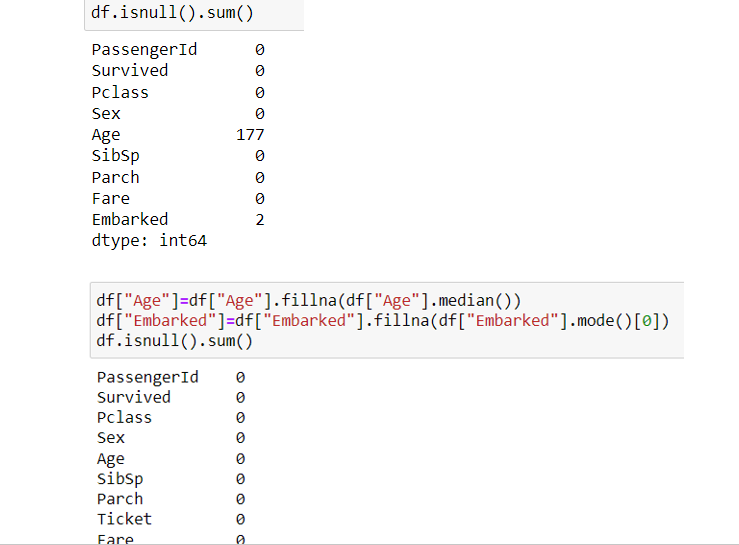 df.isnull().sum()
PassengerId 0
Survived 0
Pclass 0
Sex 0
Age 177
SibSp 0
Parch 0
Fare 0
Embarked 2
dtype: int64
df["Age"]=df["Age"].fillna(df["Age"].median())
df["Embarked"]=df["Embarked"].fillna(df["Embarked"].mode()[0])
df.isnull().sum()
PassengerId 0
Survived 0
Pclass 0
Sex 0
Age 0
SibSp 0
Parch 0
Ticket 0
Fare 0